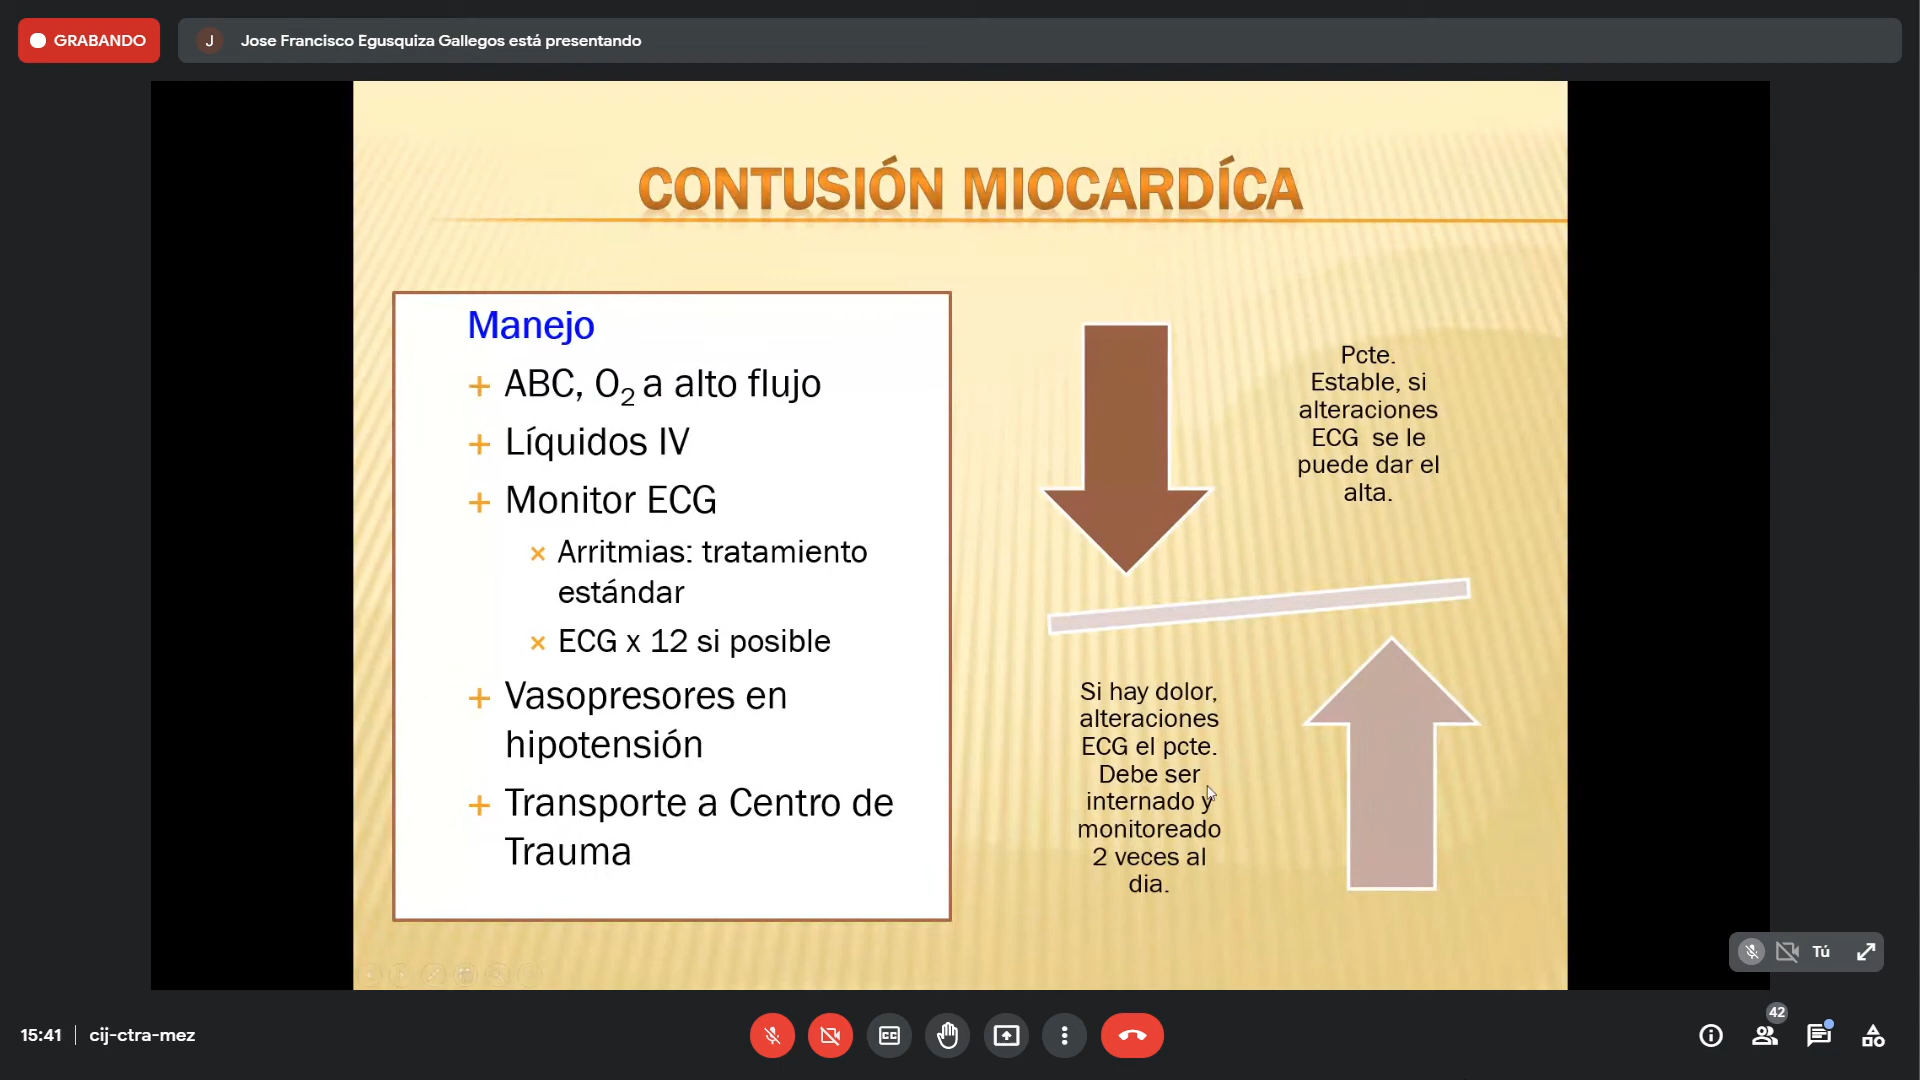 GRABANDO
J
Jose Francisco Egusquiza Gallegos está presentando
CONTUSIÓN MIOCARDÍCA
Manejo
+ ABC, O₂ a alto flujo
+ Líquidos IV
+ Monitor ECG
× Arritmias: tratamiento
estándar
× ECG x 12 si posible
+ Vasopresores en
hipotensión
+ Transporte a Centro de
Trauma
Pcte.
Estable, si
alteraciones
ECG se le
puede dar el
alta.
Si hay dolor,
alteraciones
ECG el pcte.
Debe ser
internado y
monitoreado
2 veces al
dia.
Tú
15:41
cij-ctra-mez
CC
42